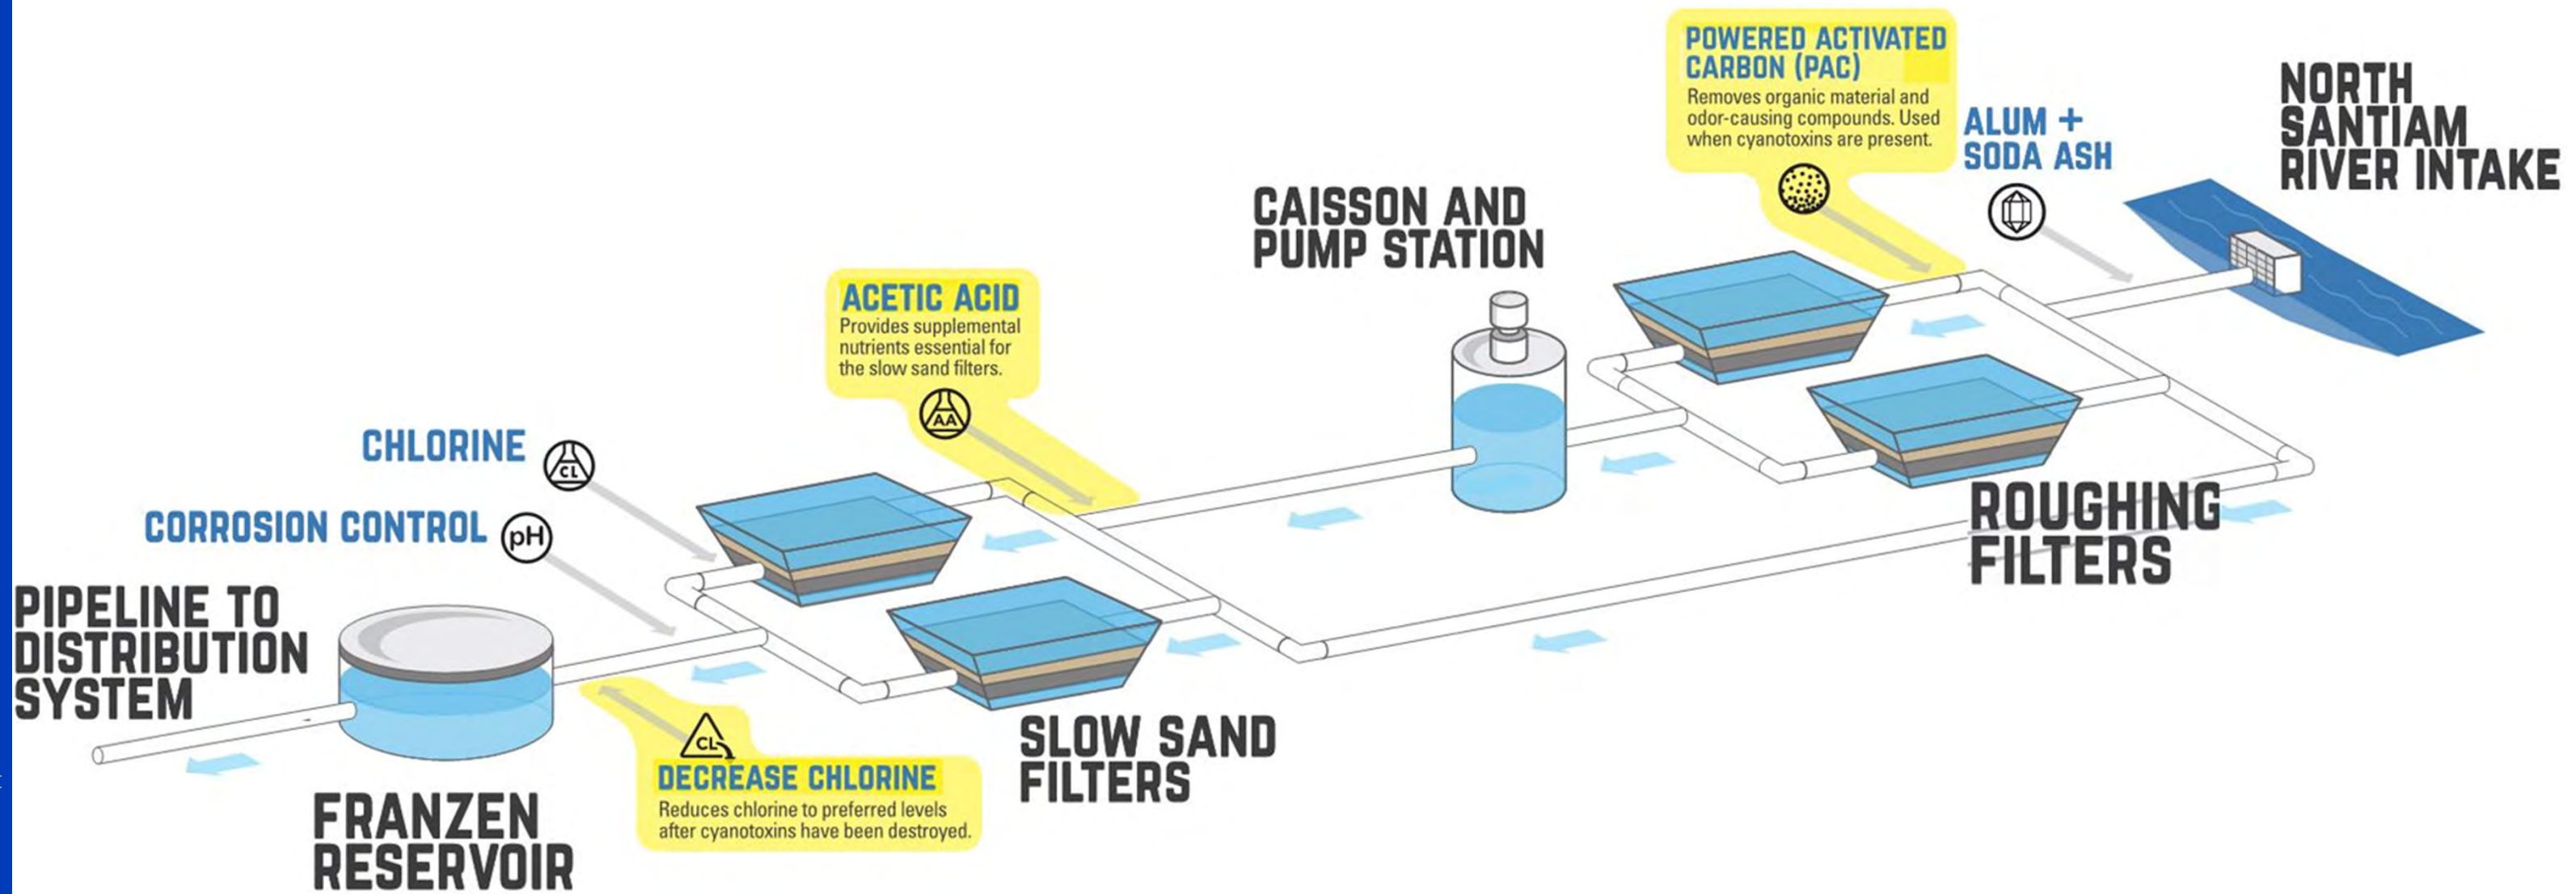 POWERED ACTIVATED
CARBON (PAC)
Removes organic material and
odor-causing compounds. Used
when cyanotoxins are present.
ALUM +
SODA ASH
NORTH
SANTIAM
RIVER INTAKE
CAISSON AND
PUMP STATION
ACETIC ACID
Provides supplemental
nutrients essential for
the slow sand filters.
AA
CHLORINE
CL
CORROSION CONTROL
pH
ROUGHING
FILTERS
PIPELINE TO
DISTRIBUTION
SYSTEM
SLOW SAND
FILTERS
CL
DECREASE CHLORINE
Reduces chlorine to preferred levels
after cyanotoxins have been destroyed.
FRANZEN
RESERVOIR